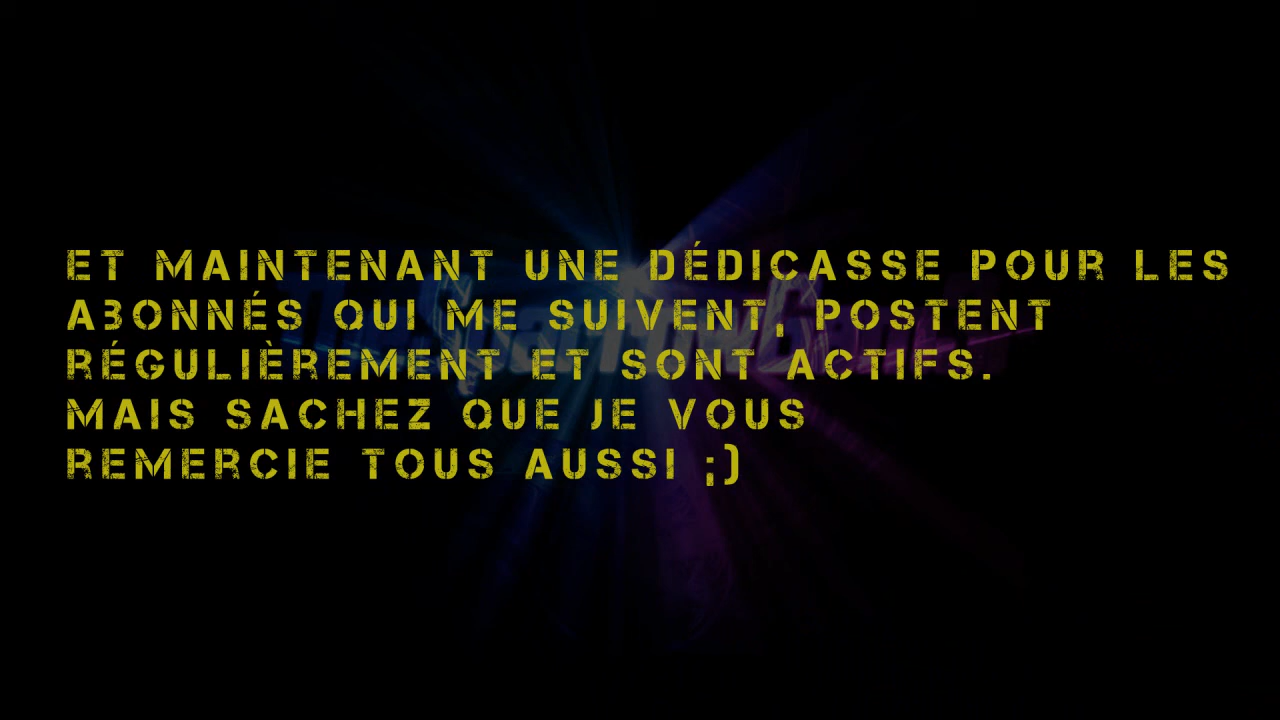 ET MAINTENANT UNE DÉDICASSE POUR LES
ABONNÉS QUI ME SUIVENT, POSTENT
RÉGULIÈREMENT ET SONT ACTIFS.
MAIS SACHEZ QUE JE VOUS
REMERCIE TOUS AUSSI ;)